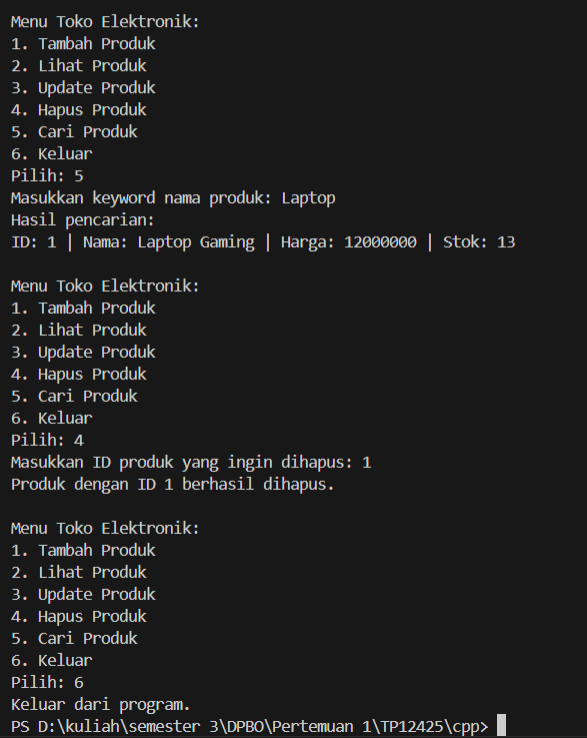 Menu Toko Elektronik:
1. Tambah Produk
2. Lihat Produk
3. Update Produk
4. Hapus Produk
5. Cari Produk
6. Keluar
Pilih: 5
Masukkan keyword nama produk: Laptop
Hasil pencarian:
ID: 1 | Nama: Laptop Gaming | Harga: 12000000 | Stok: 13

Menu Toko Elektronik:
1. Tambah Produk
2. Lihat Produk
3. Update Produk
4. Hapus Produk
5. Cari Produk
6. Keluar
Pilih: 4
Masukkan ID produk yang ingin dihapus: 1
Produk dengan ID 1 berhasil dihapus.

Menu Toko Elektronik:
1. Tambah Produk
2. Lihat Produk
3. Update Produk
4. Hapus Produk
5. Cari Produk
6. Keluar
Pilih: 6
Keluar dari program.
PS D:\kuliah\semester 3\DPBO\Pertemuan 1\TP12425\cpp>